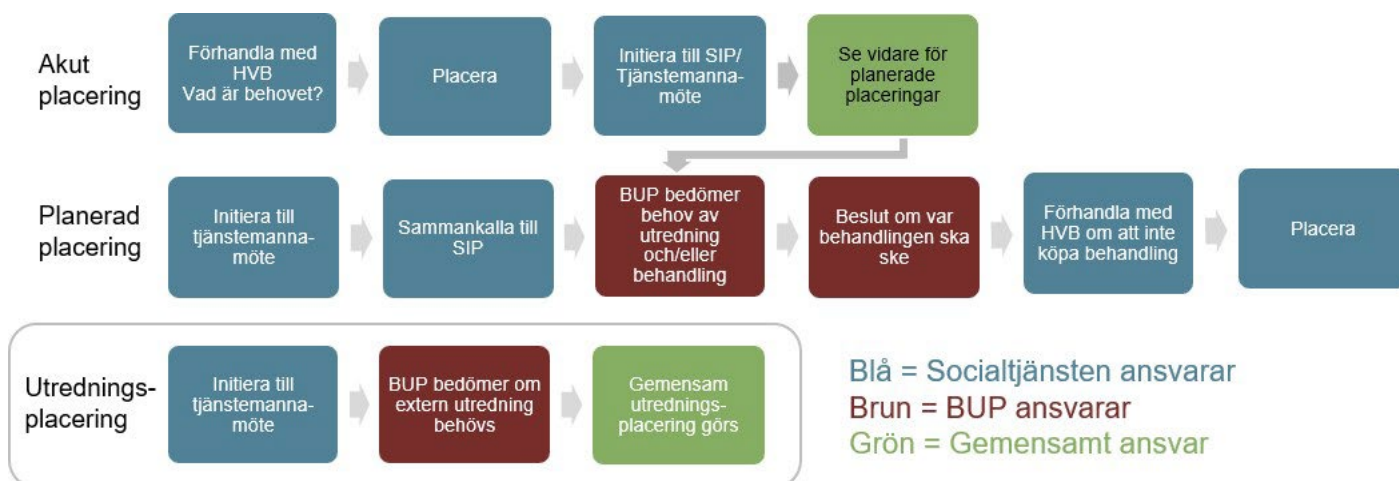 Akut
placering
Förhandla med
HVB
Vad är behovet?
Placera
Initiera till SIP/
Tjänstemanna-
möte
Se vidare för
planerade
placeringar
Planerad
placering
Initiera till
tjänstemanna-
möte
Sammankalla till
SIP
BUP bedömer
behov av
utredning
och/eller
behandling
Beslut om var
behandlingen ska
ske
Förhandla med
HVB om att inte
köpa behandling
Placera
Utrednings-
placering
Initiera till
tjänstemanna-
möte
BUP bedömer om
extern utredning
behövs
Gemensam
utrednings-
placering görs
Blå = Socialtjänsten ansvarar
Brun = BUP ansvarar
Grön = Gemensamt ansvar